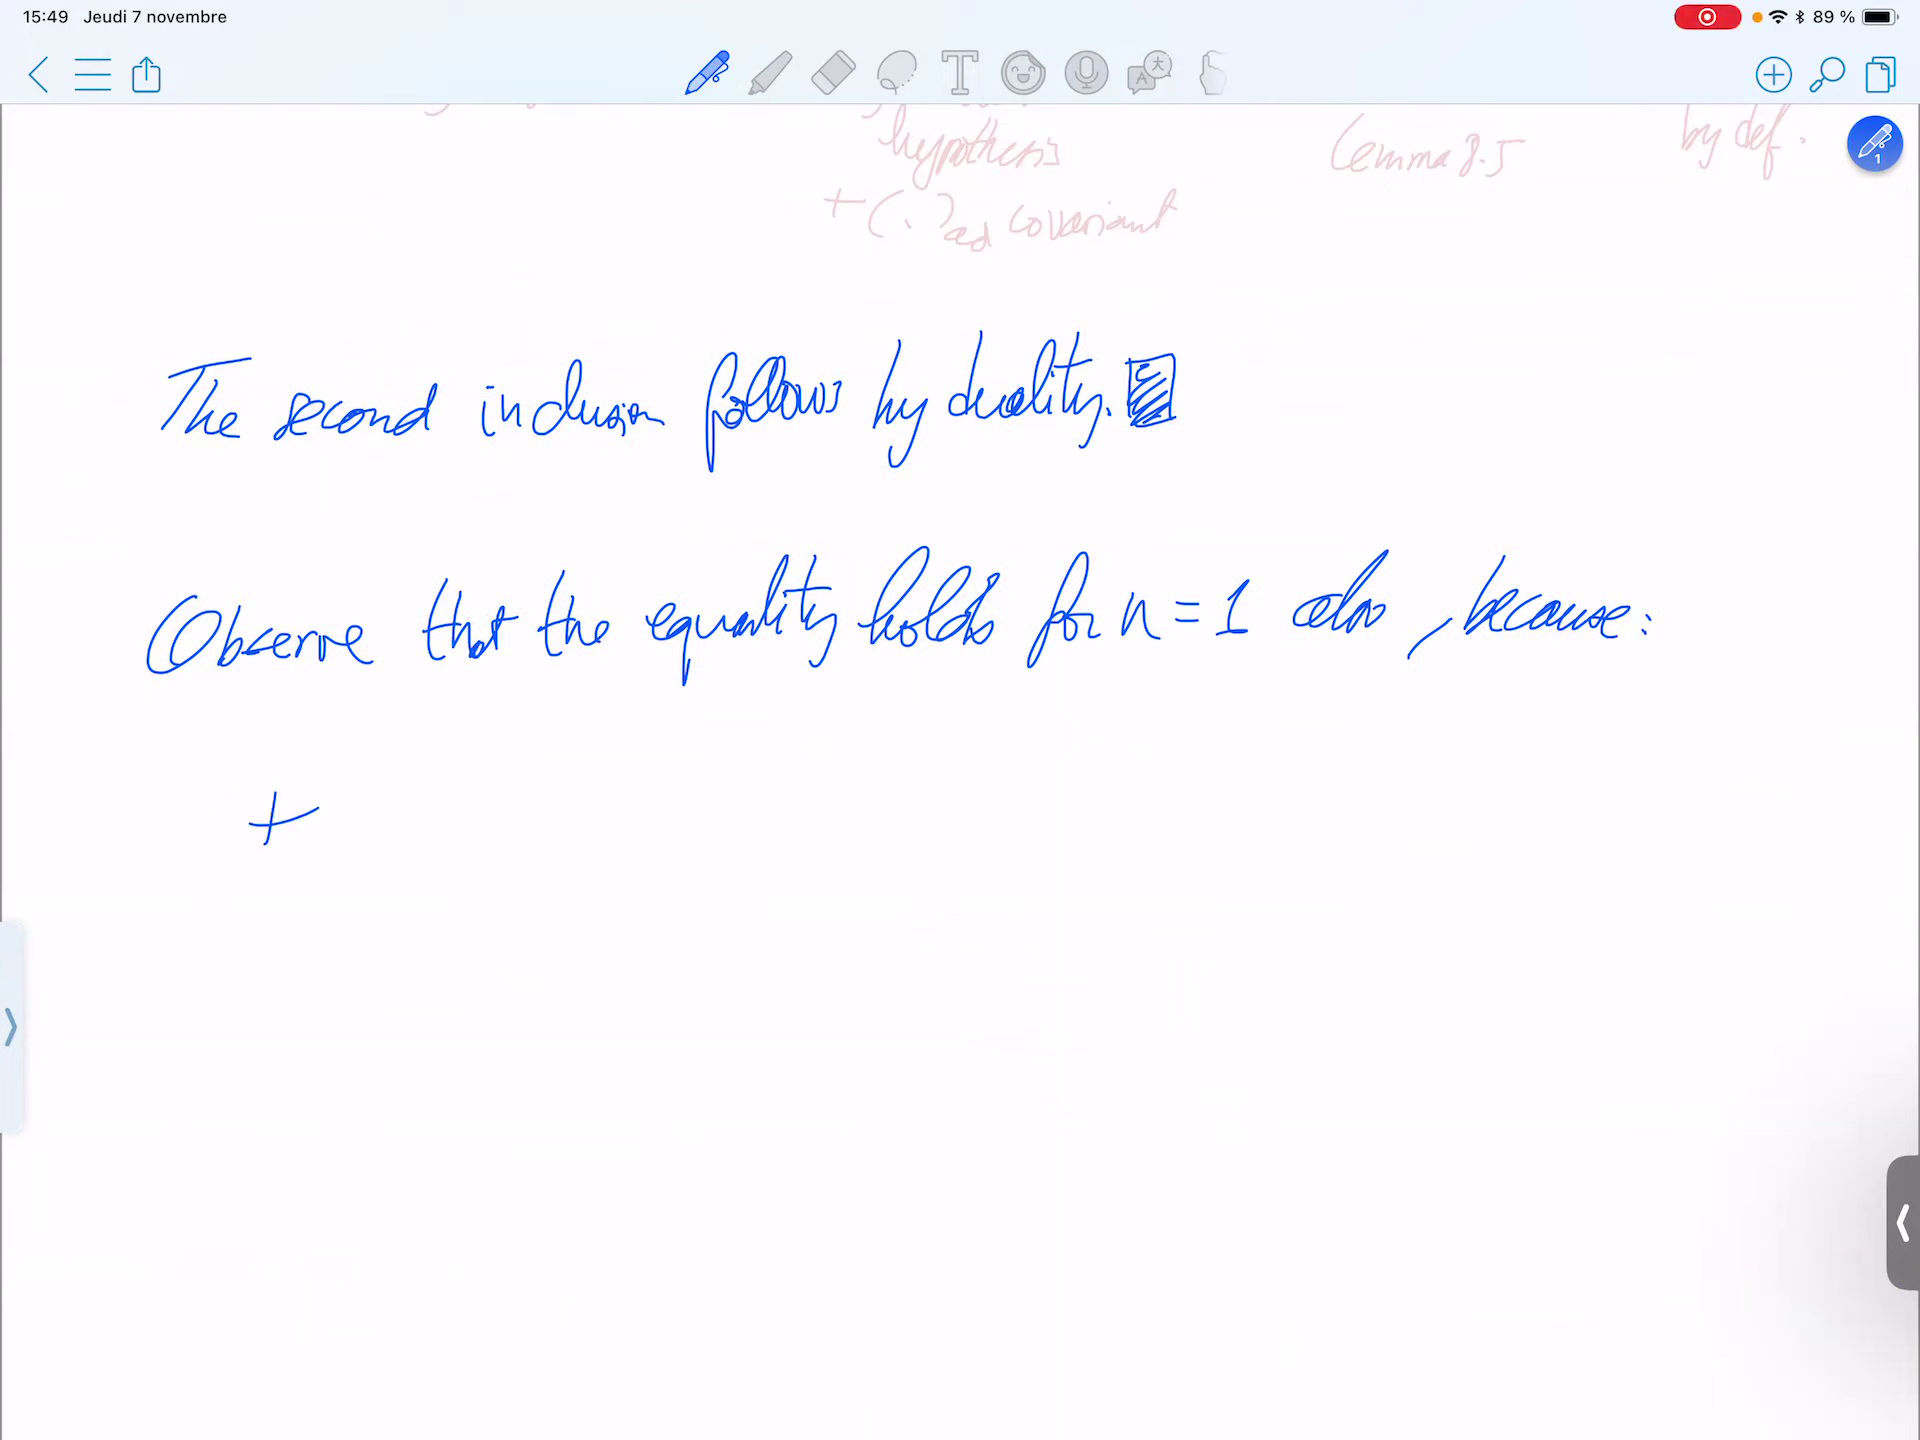 15:49 Jeudi 7 novembre 89 %
hypothesis Lemma 8.5 by def.
+ (.)ad covariant
The second inclusion follows by duality.
Observe that the equality holds for n = 1 also, because:
+
1